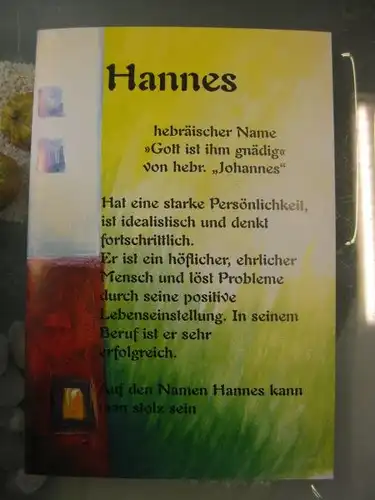 Hannes
hebräischer Name
»Gott ist ihm gnädig«
von hebr. „Johannes“
Hat eine starke Persönlichkeit,
ist idealistisch und denkt
fortschrittlich.
Er ist ein höflicher, ehrlicher
Mensch und löst Probleme
durch seine positive
Lebenseinstellung. In seinem
Beruf ist er sehr
erfolgreich.
Auf den Namen Hannes kann
man stolz sein